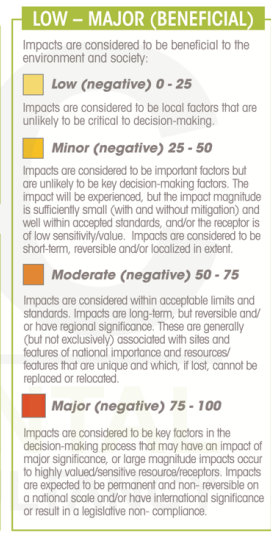 LOW – MAJOR (BENEFICIAL)
Impacts are considered to be beneficial to the
environment and society:
Low (negative) 0 - 25
Impacts are considered to be local factors that are
unlikely to be critical to decision-making.
Minor (negative) 25 - 50
Impacts are considered to be important factors but
are unlikely to be key decision-making factors. The
impact will be experienced, but the impact magnitude
is sufficiently small (with and without mitigation) and
well within accepted standards, and/or the receptor is
of low sensitivity/value. Impacts are considered to be
short-term, reversible and/or localized in extent.
Moderate (negative) 50 - 75
Impacts are considered within acceptable limits and
standards. Impacts are long-term, but reversible and/
or have regional significance. These are generally
(but not exclusively) associated with sites and
features of national importance and resources/
features that are unique and which, if lost, cannot be
replaced or relocated.
Major (negative) 75 - 100
Impacts are considered to be key factors in the
decision-making process that may have an impact of
major significance, or large magnitude impacts occur
to highly valued/sensitive resource/receptors. Impacts
are expected to be permanent and non- reversible on
a national scale and/or have international significance
or result in a legislative non- compliance.